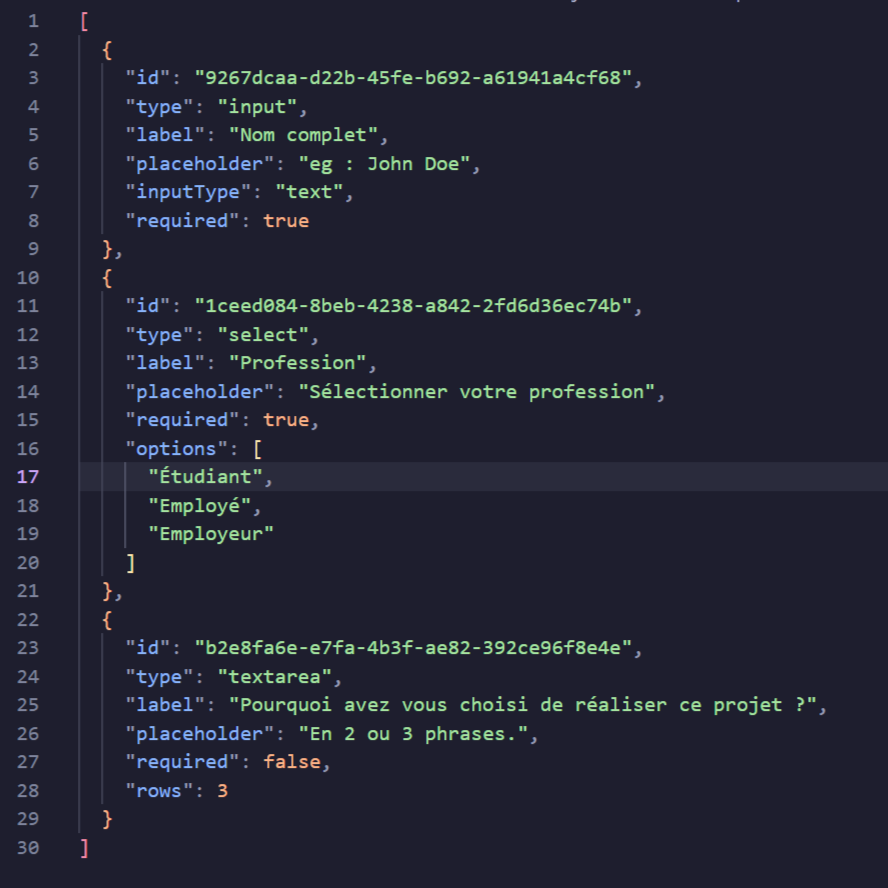 1 [
2 {
3 "id": "9267dcaa-d22b-45fe-b692-a61941a4cf68",
4 "type": "input",
5 "label": "Nom complet",
6 "placeholder": "eg : John Doe",
7 "inputType": "text",
8 "required": true
9 },
10 {
11 "id": "1ceed084-8beb-4238-a842-2fd6d36ec74b",
12 "type": "select",
13 "label": "Profession",
14 "placeholder": "Sélectionner votre profession",
15 "required": true,
16 "options": [
17 "Étudiant",
18 "Employé",
19 "Employeur"
20 ]
21 },
22 {
23 "id": "b2e8fa6e-e7fa-4b3f-ae82-392ce96f8e4e",
24 "type": "textarea",
25 "label": "Pourquoi avez vous choisi de réaliser ce projet ?",
26 "placeholder": "En 2 ou 3 phrases.",
27 "required": false,
28 "rows": 3
29 }
30 ]